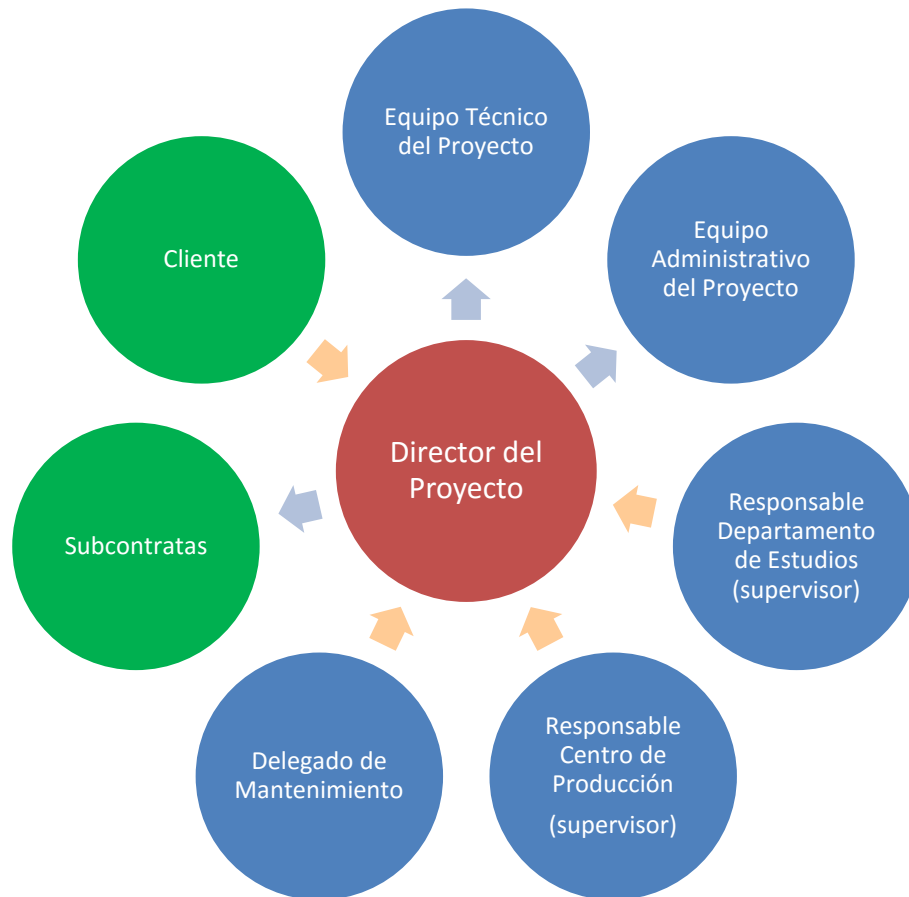 Equipo Técnico
del Proyecto
Cliente
Equipo
Administrativo
del Proyecto
Director del
Proyecto
Subcontratas
Responsable
Departamento
de Estudios
(supervisor)
Delegado de
Mantenimiento
Responsable
Centro de
Producción
(supervisor)